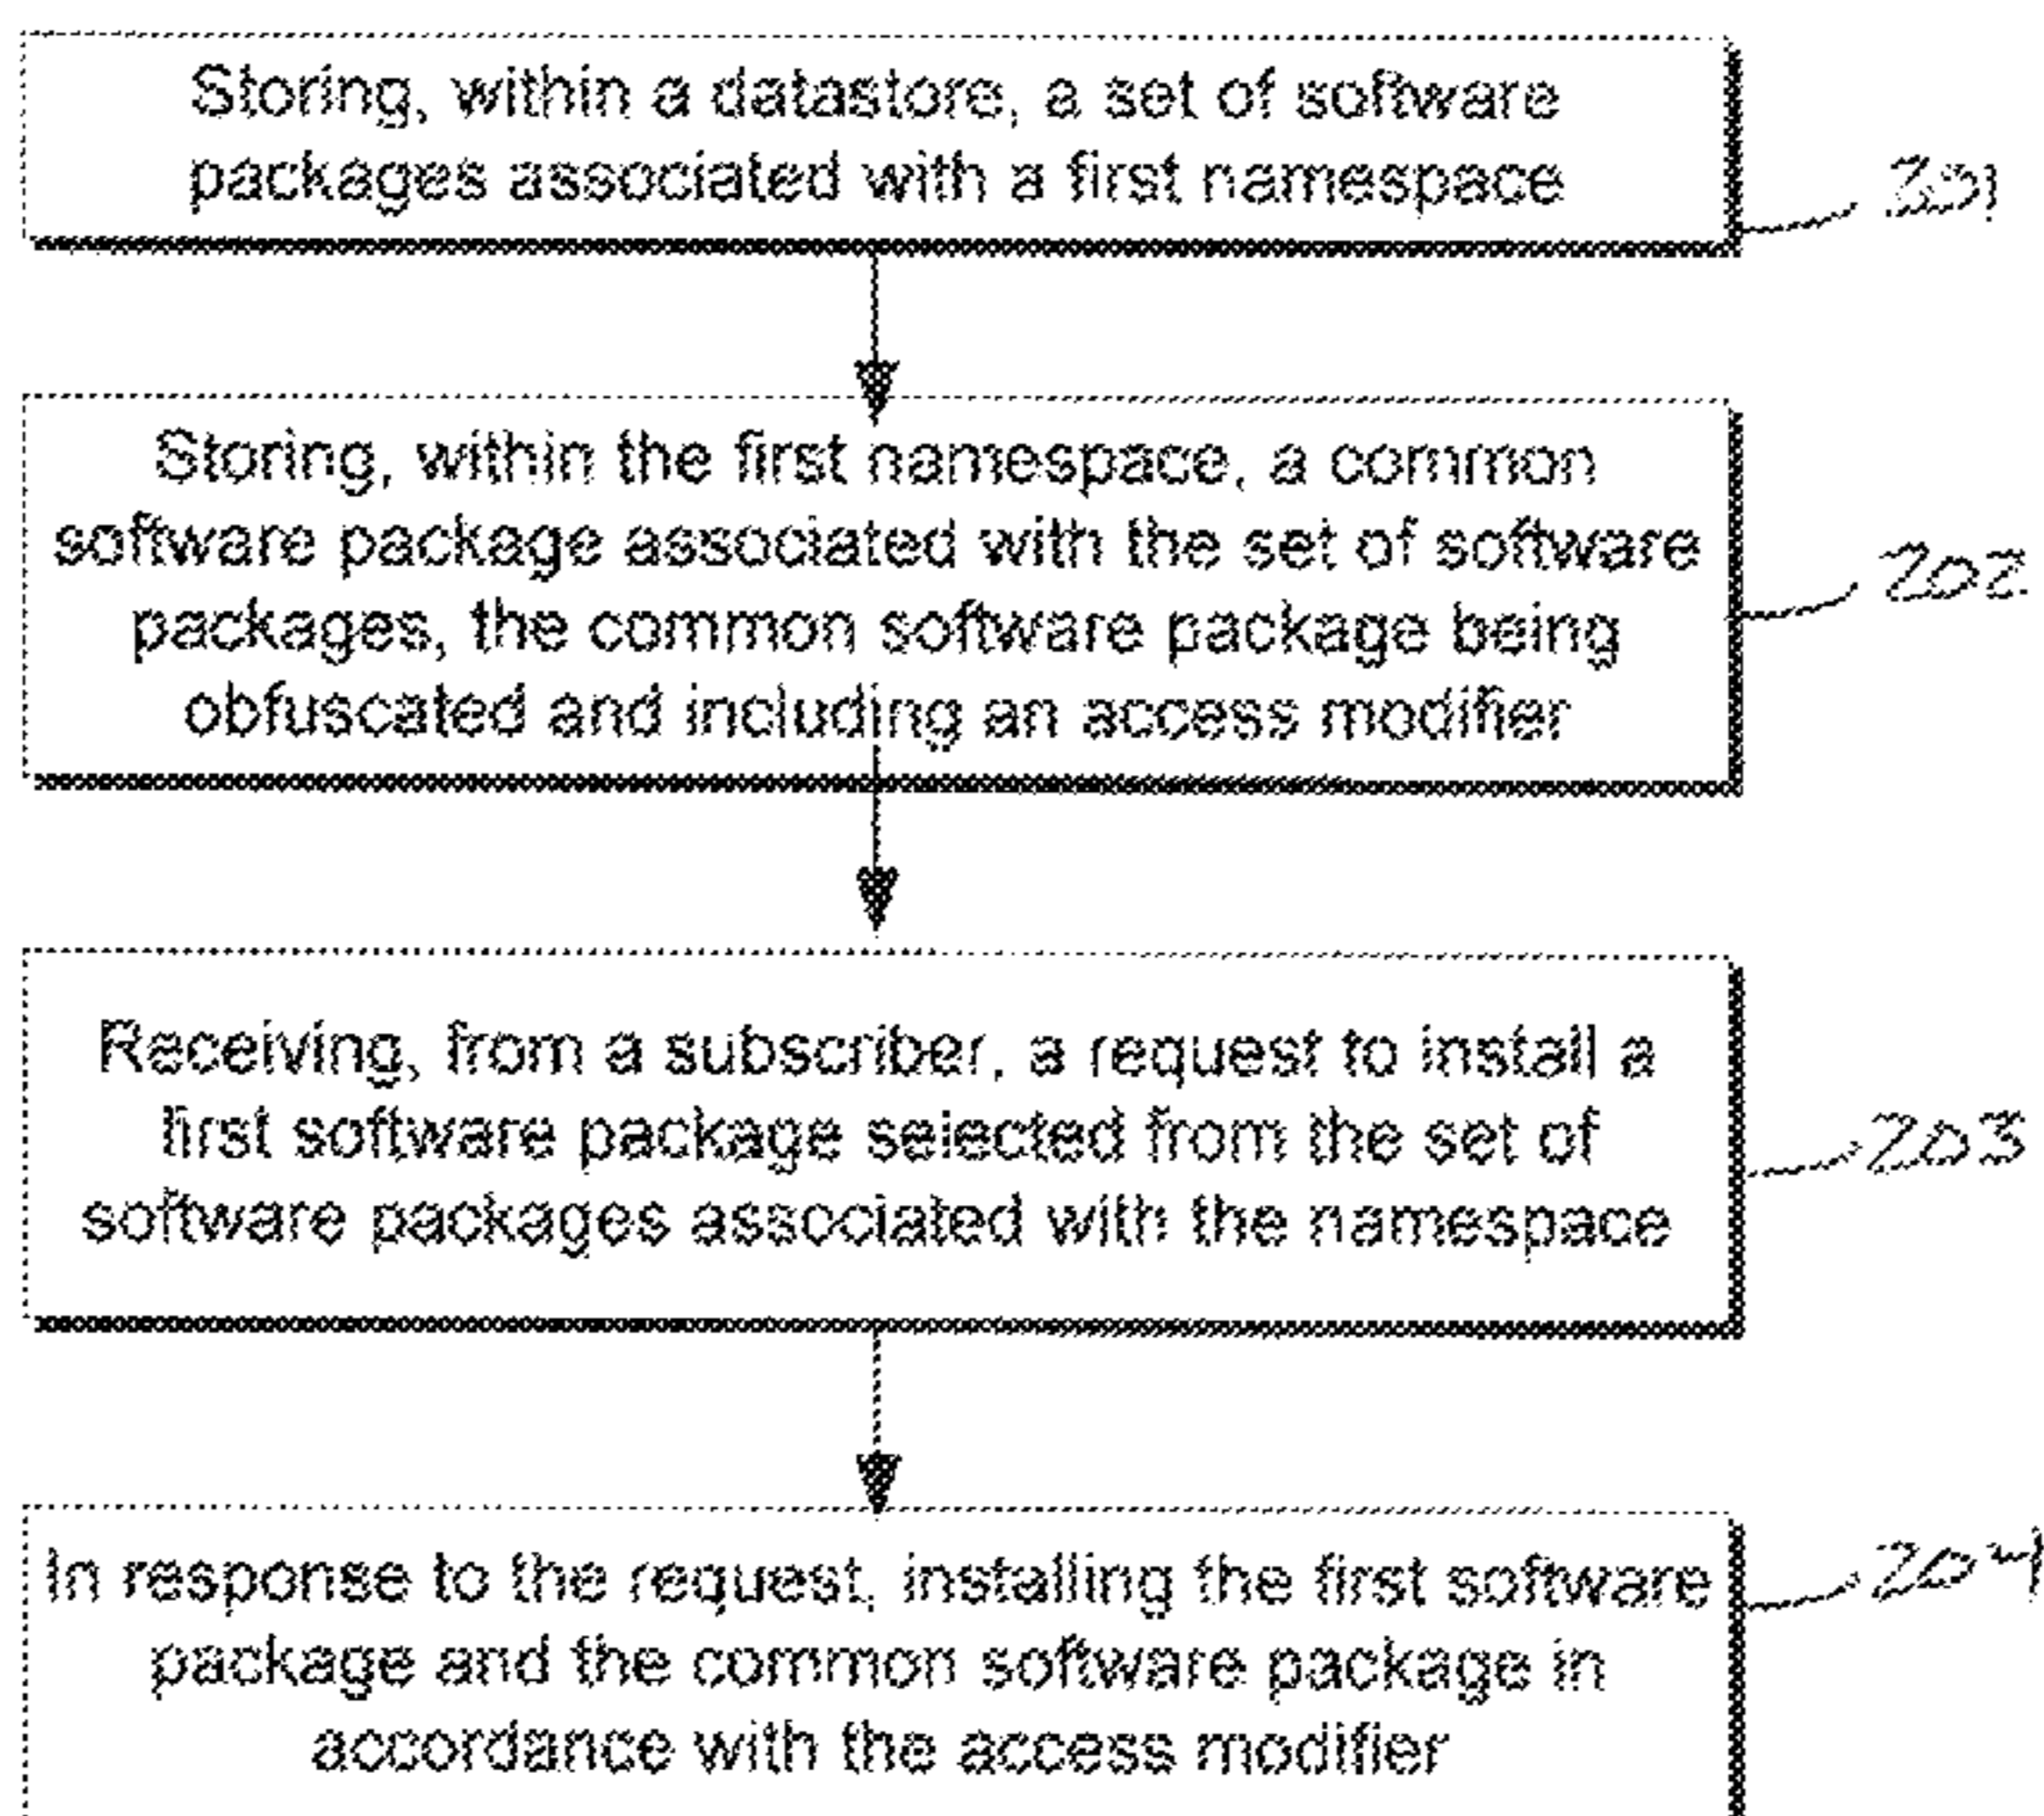 Storing, within a datastore, a set of software
packages associated with a first namespace
201
Storing, within the first namespace, a common
software package associated with the set of software
packages, the common software package being
obfuscated and including an access modifier
202
Receiving, from a subscriber, a request to install a
first software package selected from the set of
software packages associated with the namespace
203
In response to the request, installing the first software
package and the common software package in
accordance with the access modifier
204